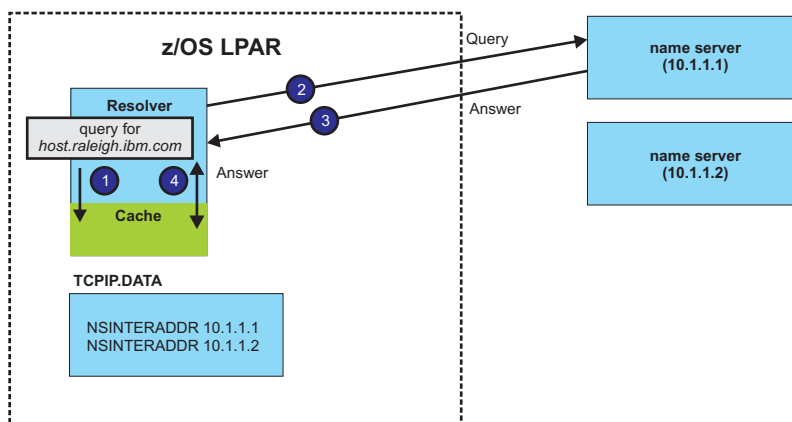 z/OS LPAR
Query
name server
(10.1.1.1)
2
Resolver
Answer
3
query for
host.raleigh.ibm.com
name server
(10.1.1.2)
1
4
Answer
Cache
TCPIP.DATA
NSINTERADDR 10.1.1.1
NSINTERADDR 10.1.1.2